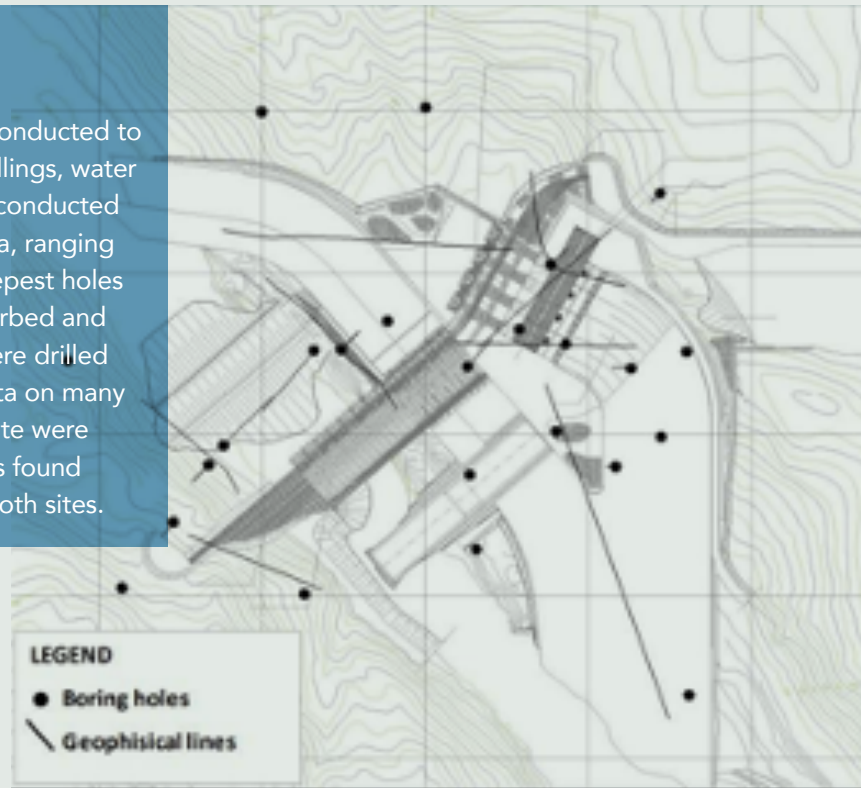 onducted to
llings, water
conducted
a, ranging
epest holes
rbed and
ere drilled
ta on many
ite were
s found
oth sites.
LEGEND
Boring holes
Geophisical lines